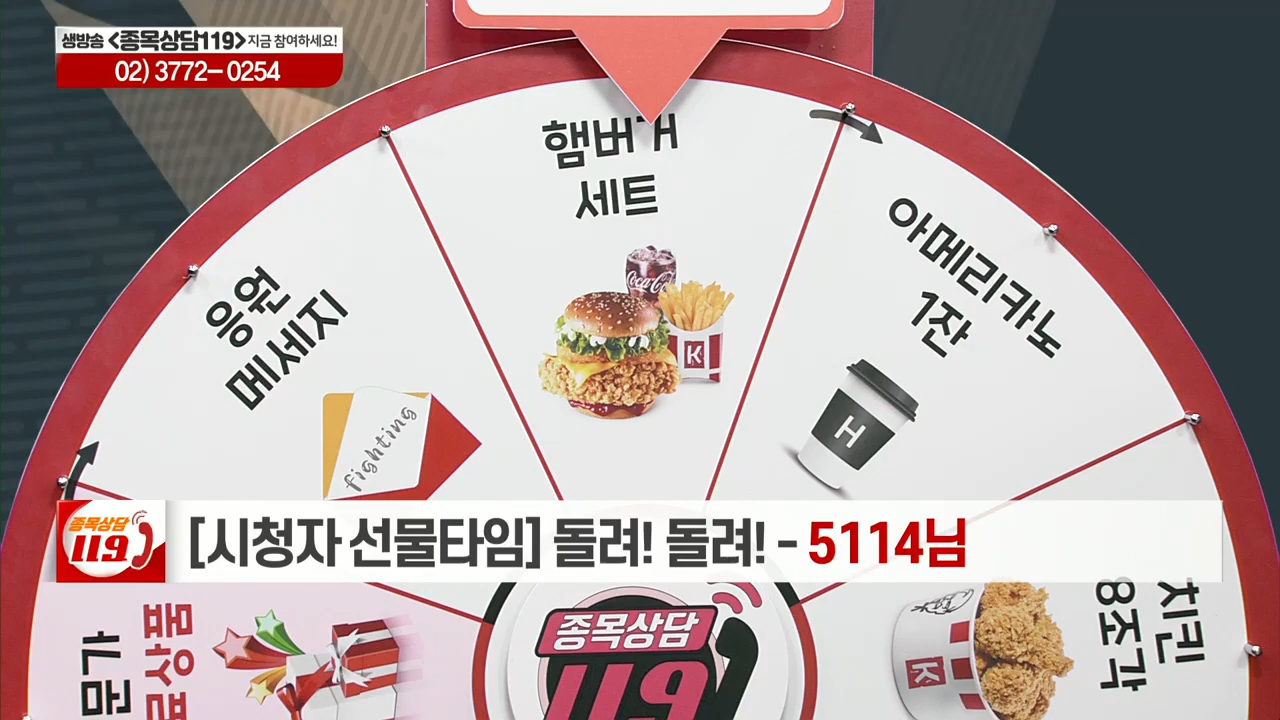 생방송 <종목상담119> 지금 참여하세요!
02) 3772-0254
햄버거
세트
Coca-Cola
K
아메리카노
1잔
H
응원
메세지
fighting
종목상담
119
[시청자 선물타임] 돌려! 돌려! - 5114님
치킨
8조각
K
종목상담
119